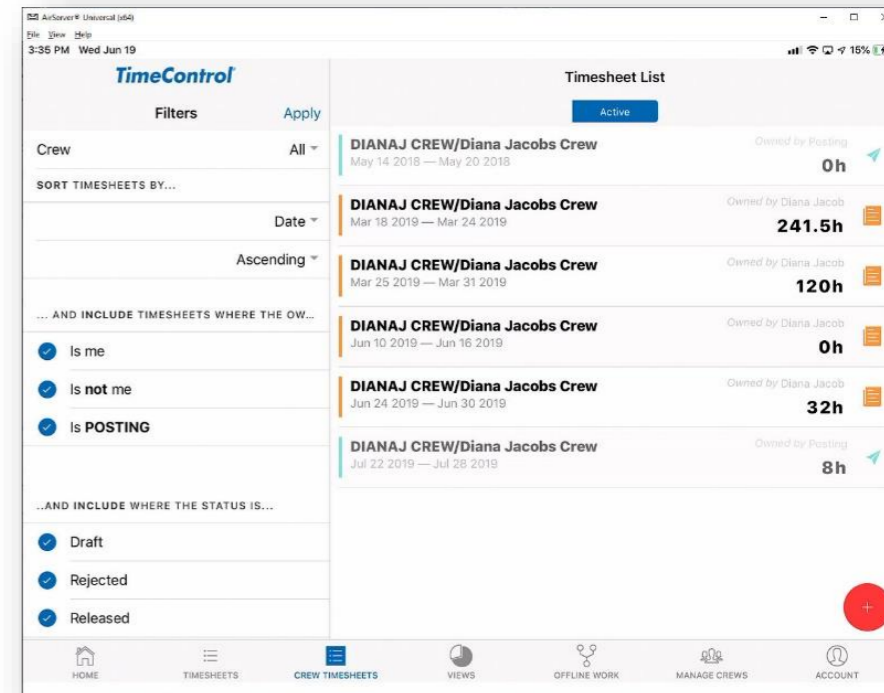 AirServer® Universal (x64)
File View Help
3:35 PM Wed Jun 19
15%
TimeControl
Filters
Apply
Crew
All
SORT TIMESHEETS BY...
Date
Ascending
... AND INCLUDE TIMESHEETS WHERE THE OW...
Is me
Is not me
Is POSTING
..AND INCLUDE WHERE THE STATUS IS...
Draft
Rejected
Released
Timesheet List
Active
DIANAJ CREW/Diana Jacobs Crew
Owned by Posting
May 14 2018 — May 20 2018
0h
DIANAJ CREW/Diana Jacobs Crew
Owned by Diana Jacob
Mar 18 2019 — Mar 24 2019
241.5h
DIANAJ CREW/Diana Jacobs Crew
Owned by Diana Jacob
Mar 25 2019 — Mar 31 2019
120h
DIANAJ CREW/Diana Jacobs Crew
Owned by Diana Jacob
Jun 10 2019 — Jun 16 2019
0h
DIANAJ CREW/Diana Jacobs Crew
Owned by Diana Jacob
Jun 24 2019 — Jun 30 2019
32h
DIANAJ CREW/Diana Jacobs Crew
Owned by Posting
Jul 22 2019 — Jul 28 2019
8h
HOME
TIMESHEETS
CREW TIMESHEETS
VIEWS
OFFLINE WORK
MANAGE CREWS
ACCOUNT